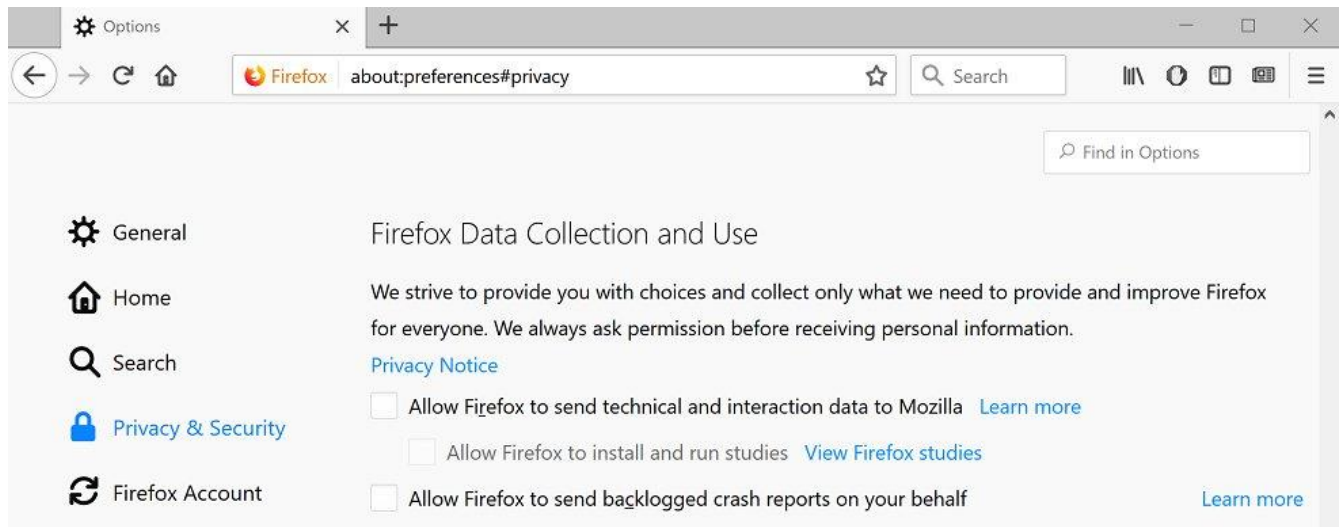 Options
Firefox about:preferences#privacy Search
Find in Options
General
Home
Search
Privacy & Security
Firefox Account
Firefox Data Collection and Use
We strive to provide you with choices and collect only what we need to provide and improve Firefox
for everyone. We always ask permission before receiving personal information.
Privacy Notice
Allow Firefox to send technical and interaction data to Mozilla Learn more
Allow Firefox to install and run studies View Firefox studies
Allow Firefox to send backlogged crash reports on your behalf Learn more